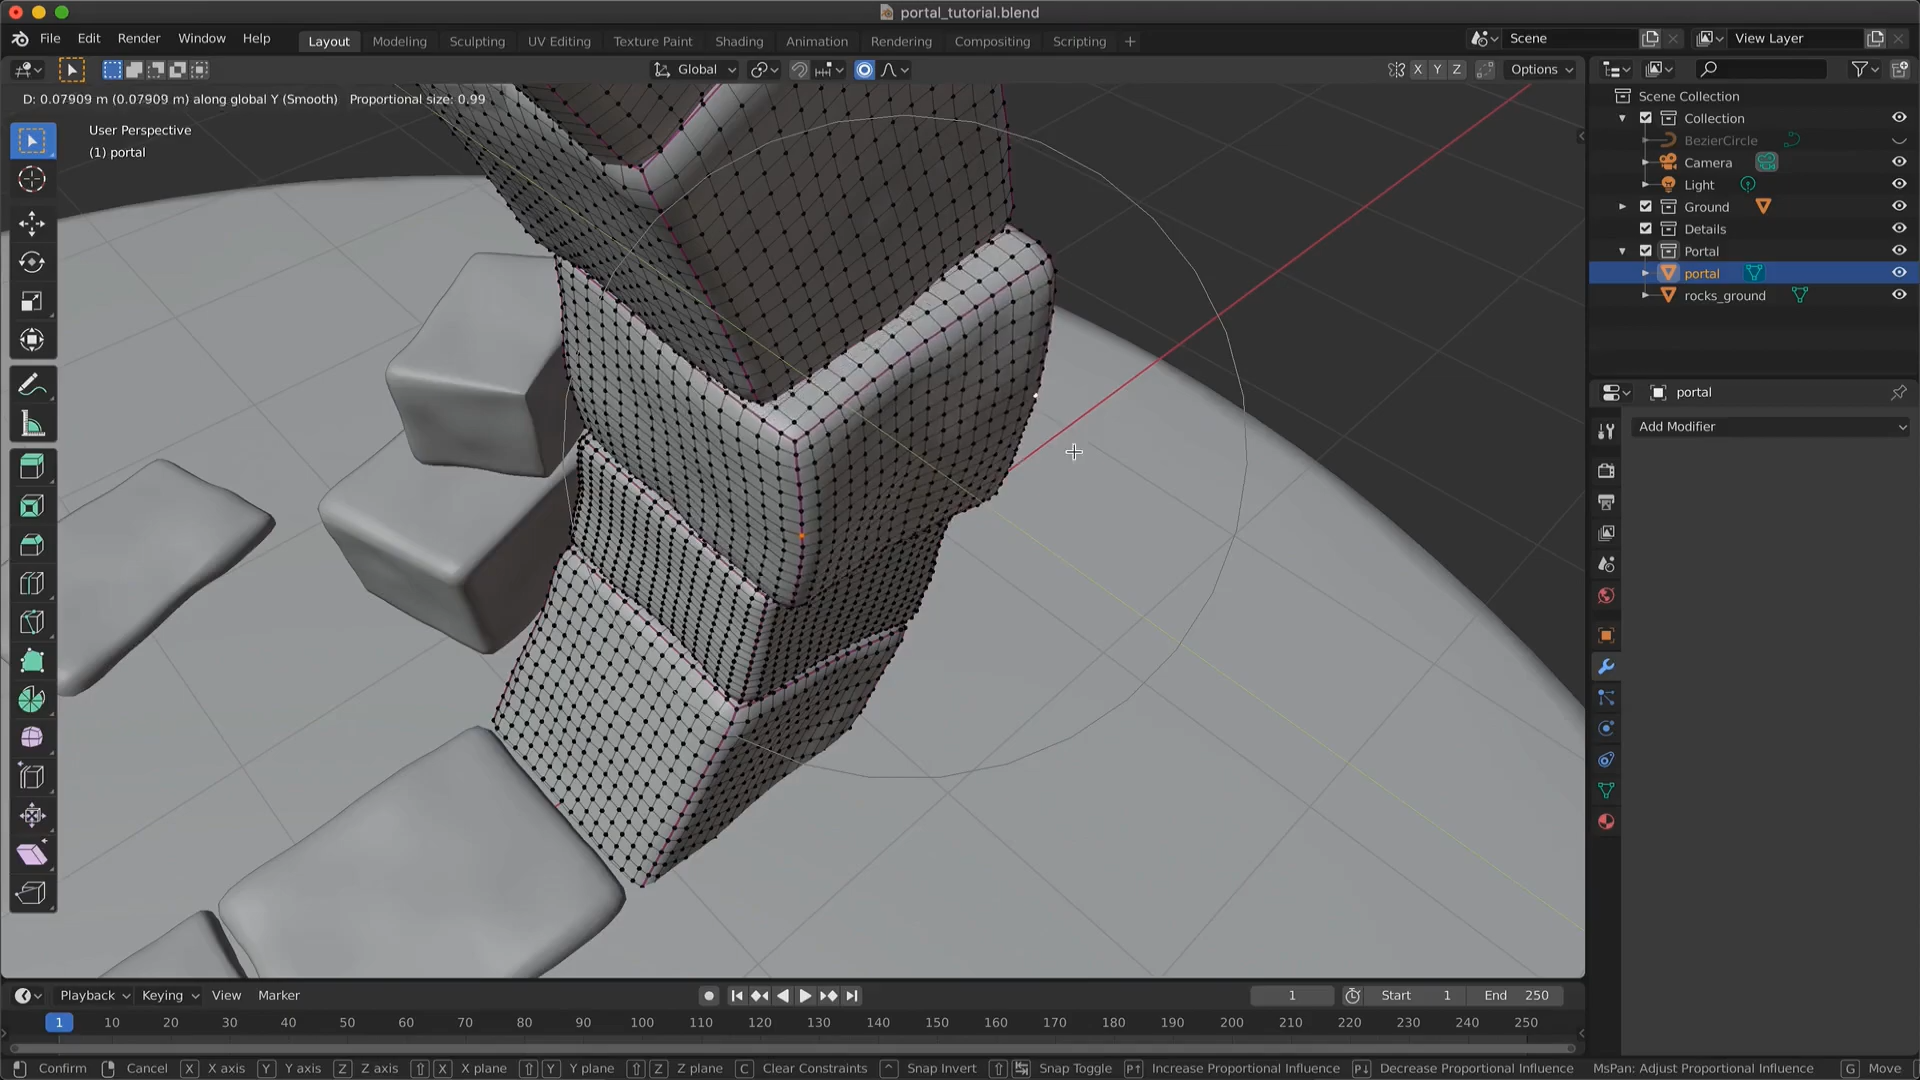 portal_tutorial.blend
File Edit Render Window Help Layout Modeling Sculpting UV Editing Texture Paint Shading Animation Rendering Compositing Scripting + Scene View Layer
Global X Y Z Options
D: 0.07909 m (0.07909 m) along global Y (Smooth) Proportional size: 0.99
User Perspective
(1) portal
Scene Collection
Collection
BezierCircle
Camera
Light
Ground
Details
Portal
portal
rocks_ground
portal
Add Modifier
Playback Keying View Marker 1 Start 1 End 250
1 10 20 30 40 50 60 70 80 90 100 110 120 130 140 150 160 170 180 190 200 210 220 230 240 250
Confirm Cancel X X axis Y Y axis Z Z axis X X plane Y Y plane Z Z plane C Clear Constraints Snap Invert Snap Toggle Increase Proportional Influence Decrease Proportional Influence MsPan: Adjust Proportional Influence G Move